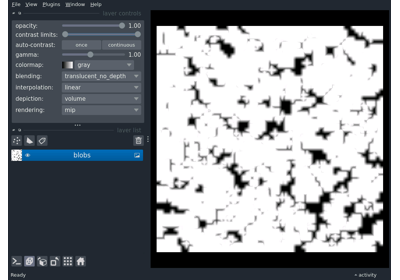 File View Plugins Window Help
layer controls
opacity: 1.00
contrast limits:
auto-contrast: once continuous
gamma: 1.00
colormap: gray
blending: translucent_no_depth
interpolation: linear
depiction: volume
rendering: mip
layer list
blobs
Ready activity